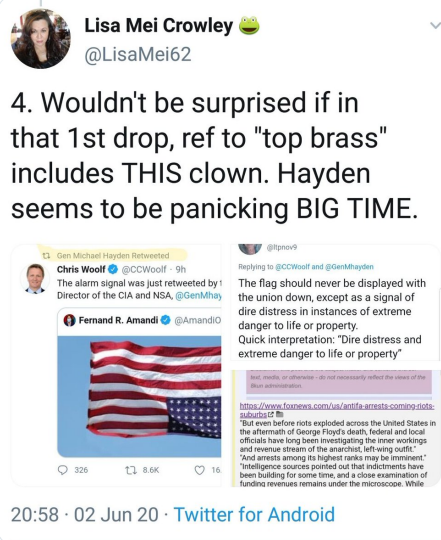 Lisa Mei Crowley 🐸
@LisaMei62
4. Wouldn't be surprised if in
that 1st drop, ref to "top brass"
includes THIS clown. Hayden
seems to be panicking BIG TIME.
Gen Michael Hayden Retweeted
Chris Woolf @CCWoolf · 9h
The alarm signal was just retweeted by
Director of the CIA and NSA, @GenMhay
Fernand R. Amandi @AmandiO
326 8.6K 16
@ltpnov9
Replying to @CCWoolf and @GenMhayden
The flag should never be displayed with
the union down, except as a signal of
dire distress in instances of extreme
danger to life or property.
Quick interpretation: “Dire distress and
extreme danger to life or property”
text, media, or otherwise - do not necessarily reflect the views of the
8kun administration.
https://www.foxnews.com/us/antifa-arrests-coming-riots-
suburbs
"But even before riots exploded across the United States in
the aftermath of George Floyd's death, federal and local
officials have long been investigating the inner workings
and revenue stream of the anarchist, left-wing outfit."
"And arrests among its highest ranks may be imminent."
"Intelligence sources pointed out that indictments have
been building for some time, and a close examination of
funding revenues remains under the microscope. While
20:58 · 02 Jun 20 · Twitter for Android